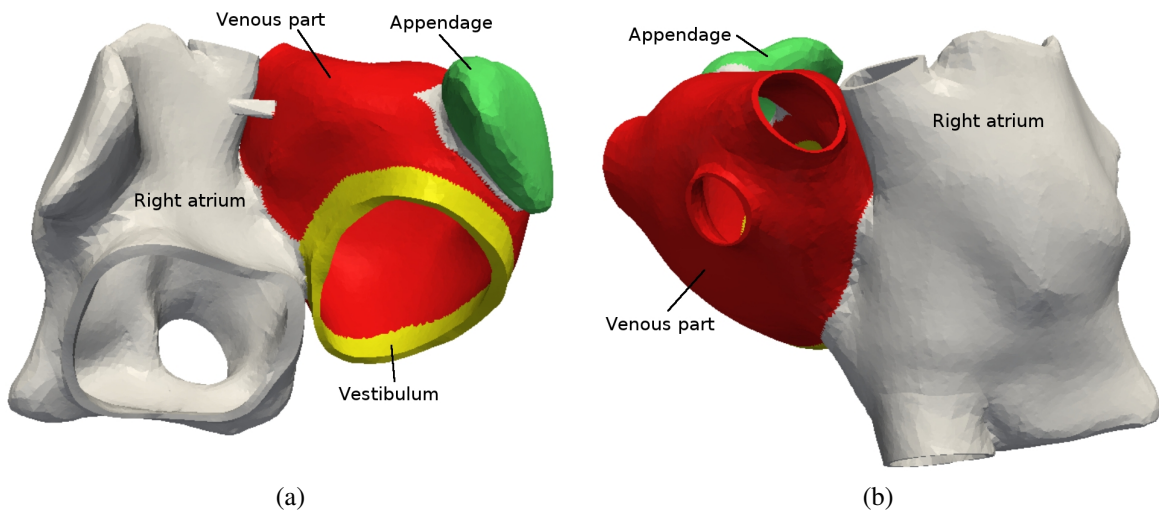 Venous part
Appendage
Right atrium
Vestibulum
(a)
Appendage
Right atrium
Venous part
(b)